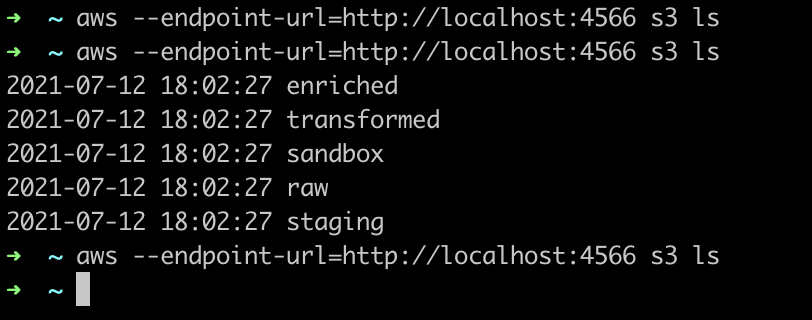 ➜  ~ aws --endpoint-url=http://localhost:4566 s3 ls
➜  ~ aws --endpoint-url=http://localhost:4566 s3 ls
2021-07-12 18:02:27 enriched
2021-07-12 18:02:27 transformed
2021-07-12 18:02:27 sandbox
2021-07-12 18:02:27 raw
2021-07-12 18:02:27 staging
➜  ~ aws --endpoint-url=http://localhost:4566 s3 ls
➜  ~